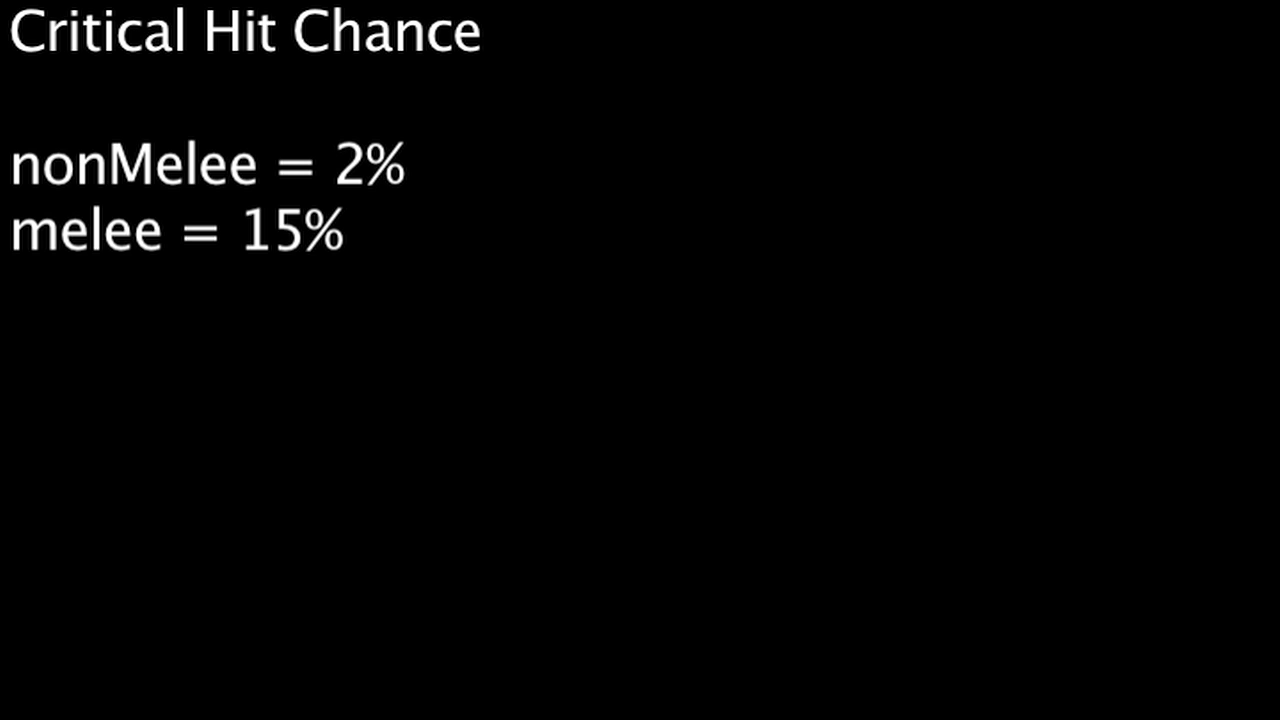 Critical Hit Chance
nonMelee = 2%
melee = 15%